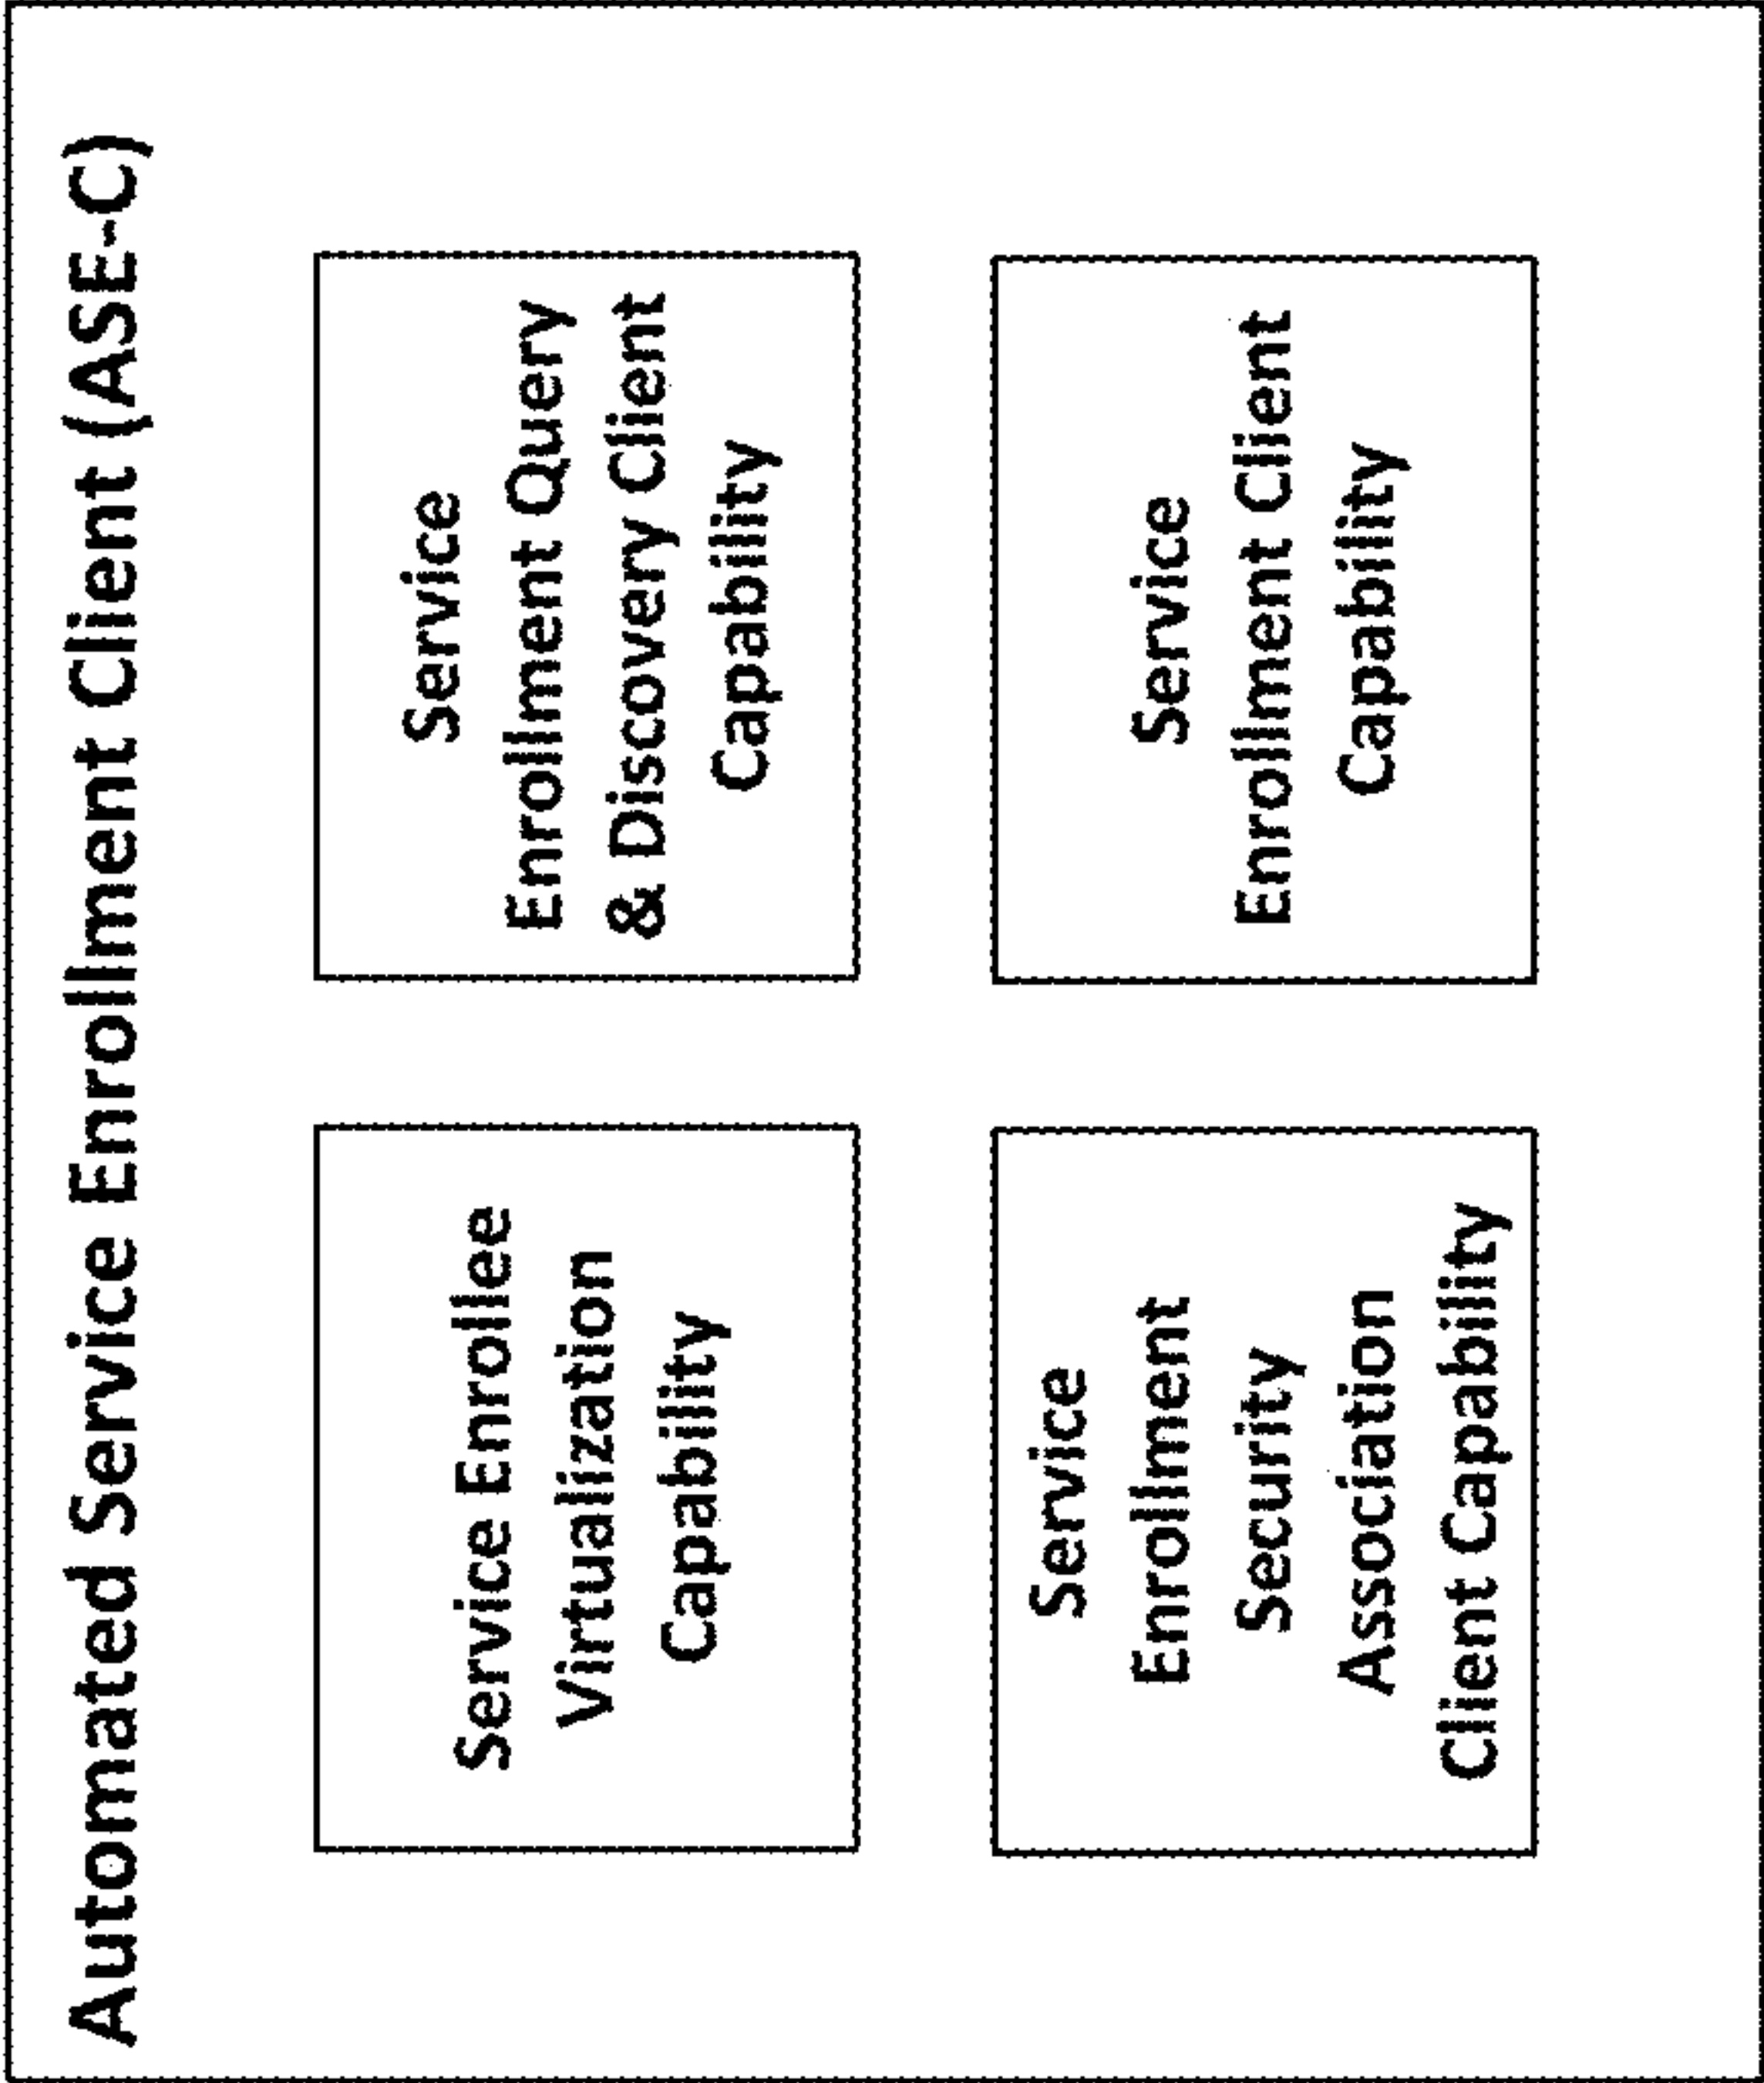 Automated Service Enrollment Client (ASE-C)
Service Enrollee
Virtualization
Capability
Service
Enrollment Query
& Discovery Client
Capability
Service
Enrollment
Security
Association
Client Capability
Service
Enrollment Client
Capability